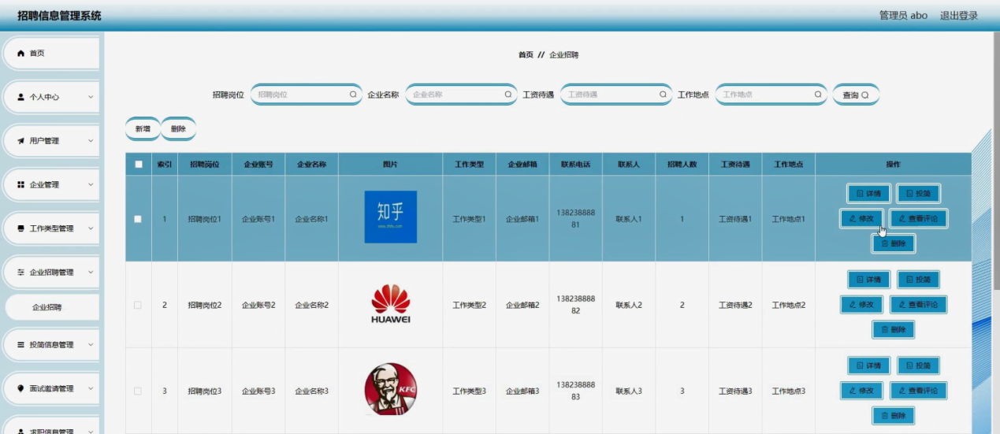 招聘信息管理系统
管理员 abo 退出登录
首页
个人中心
用户管理
企业管理
工作类型管理
企业招聘管理
企业招聘
投简信息管理
面试邀请管理
求职信息管理
首页 // 企业招聘
招聘岗位 招聘岗位 企业名称 企业名称 工资待遇 工资待遇 工作地点 工作地点 查询
新增 删除
索引 招聘岗位 企业账号 企业名称 图片 工作类型 企业邮箱 联系电话 联系人 招聘人数 工资待遇 工作地点 操作
1 招聘岗位1 企业账号1 企业名称1 知乎 工作类型1 企业邮箱1 138238888 联系人1 1 工资待遇1 工作地点1
81
详情 投简
修改 查看评论
删除
2 招聘岗位2 企业账号2 企业名称2 HUAWEI 工作类型2 企业邮箱2 138238888 联系人2 2 工资待遇2 工作地点2
82
详情 投简
修改 查看评论
删除
3 招聘岗位3 企业账号3 企业名称3 KFC 工作类型3 企业邮箱3 138238888 联系人3 3 工资待遇3 工作地点3
83
详情 投简
修改 查看评论
删除